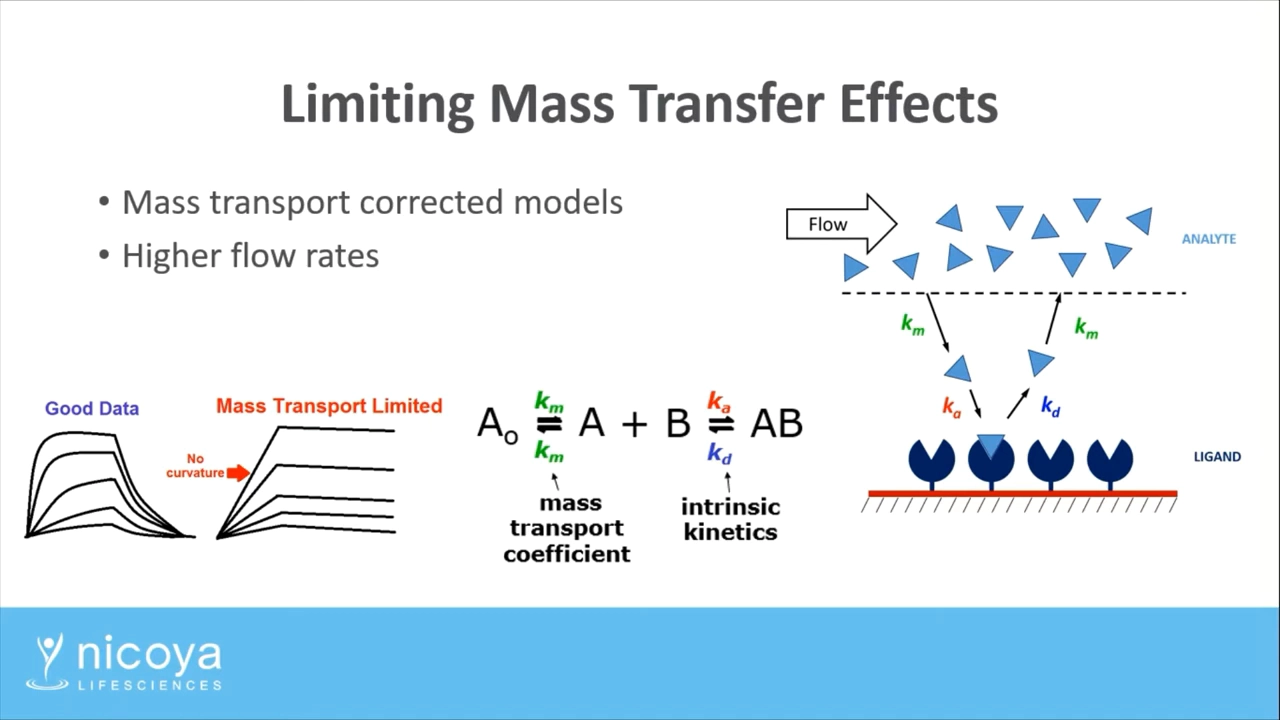 Limiting Mass Transfer Effects
• Mass transport corrected models
• Higher flow rates
Flow
ANALYTE
km
km
ka
kd
LIGAND
Good Data
Mass Transport Limited
No
curvature
km
ka
Ao ⇌ A + B ⇌ AB
km
kd
mass
transport
coefficient
intrinsic
kinetics
nicoya
LIFESCIENCES